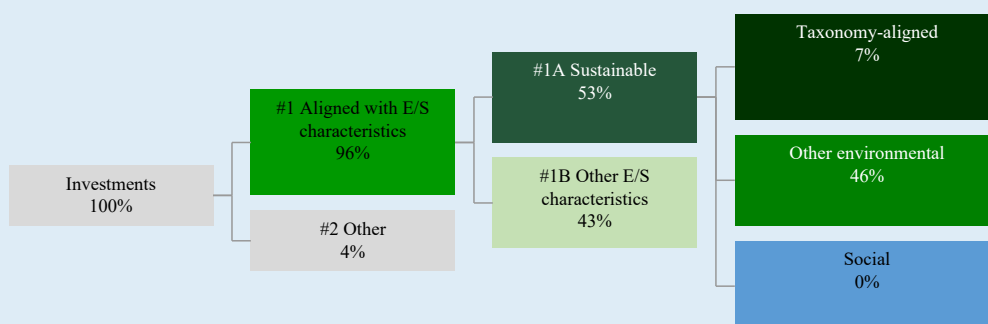 Investments
100%
#1 Aligned with E/S
characteristics
96%
#2 Other
4%
#1A Sustainable
53%
#1B Other E/S
characteristics
43%
Taxonomy-aligned
7%
Other environmental
46%
Social
0%